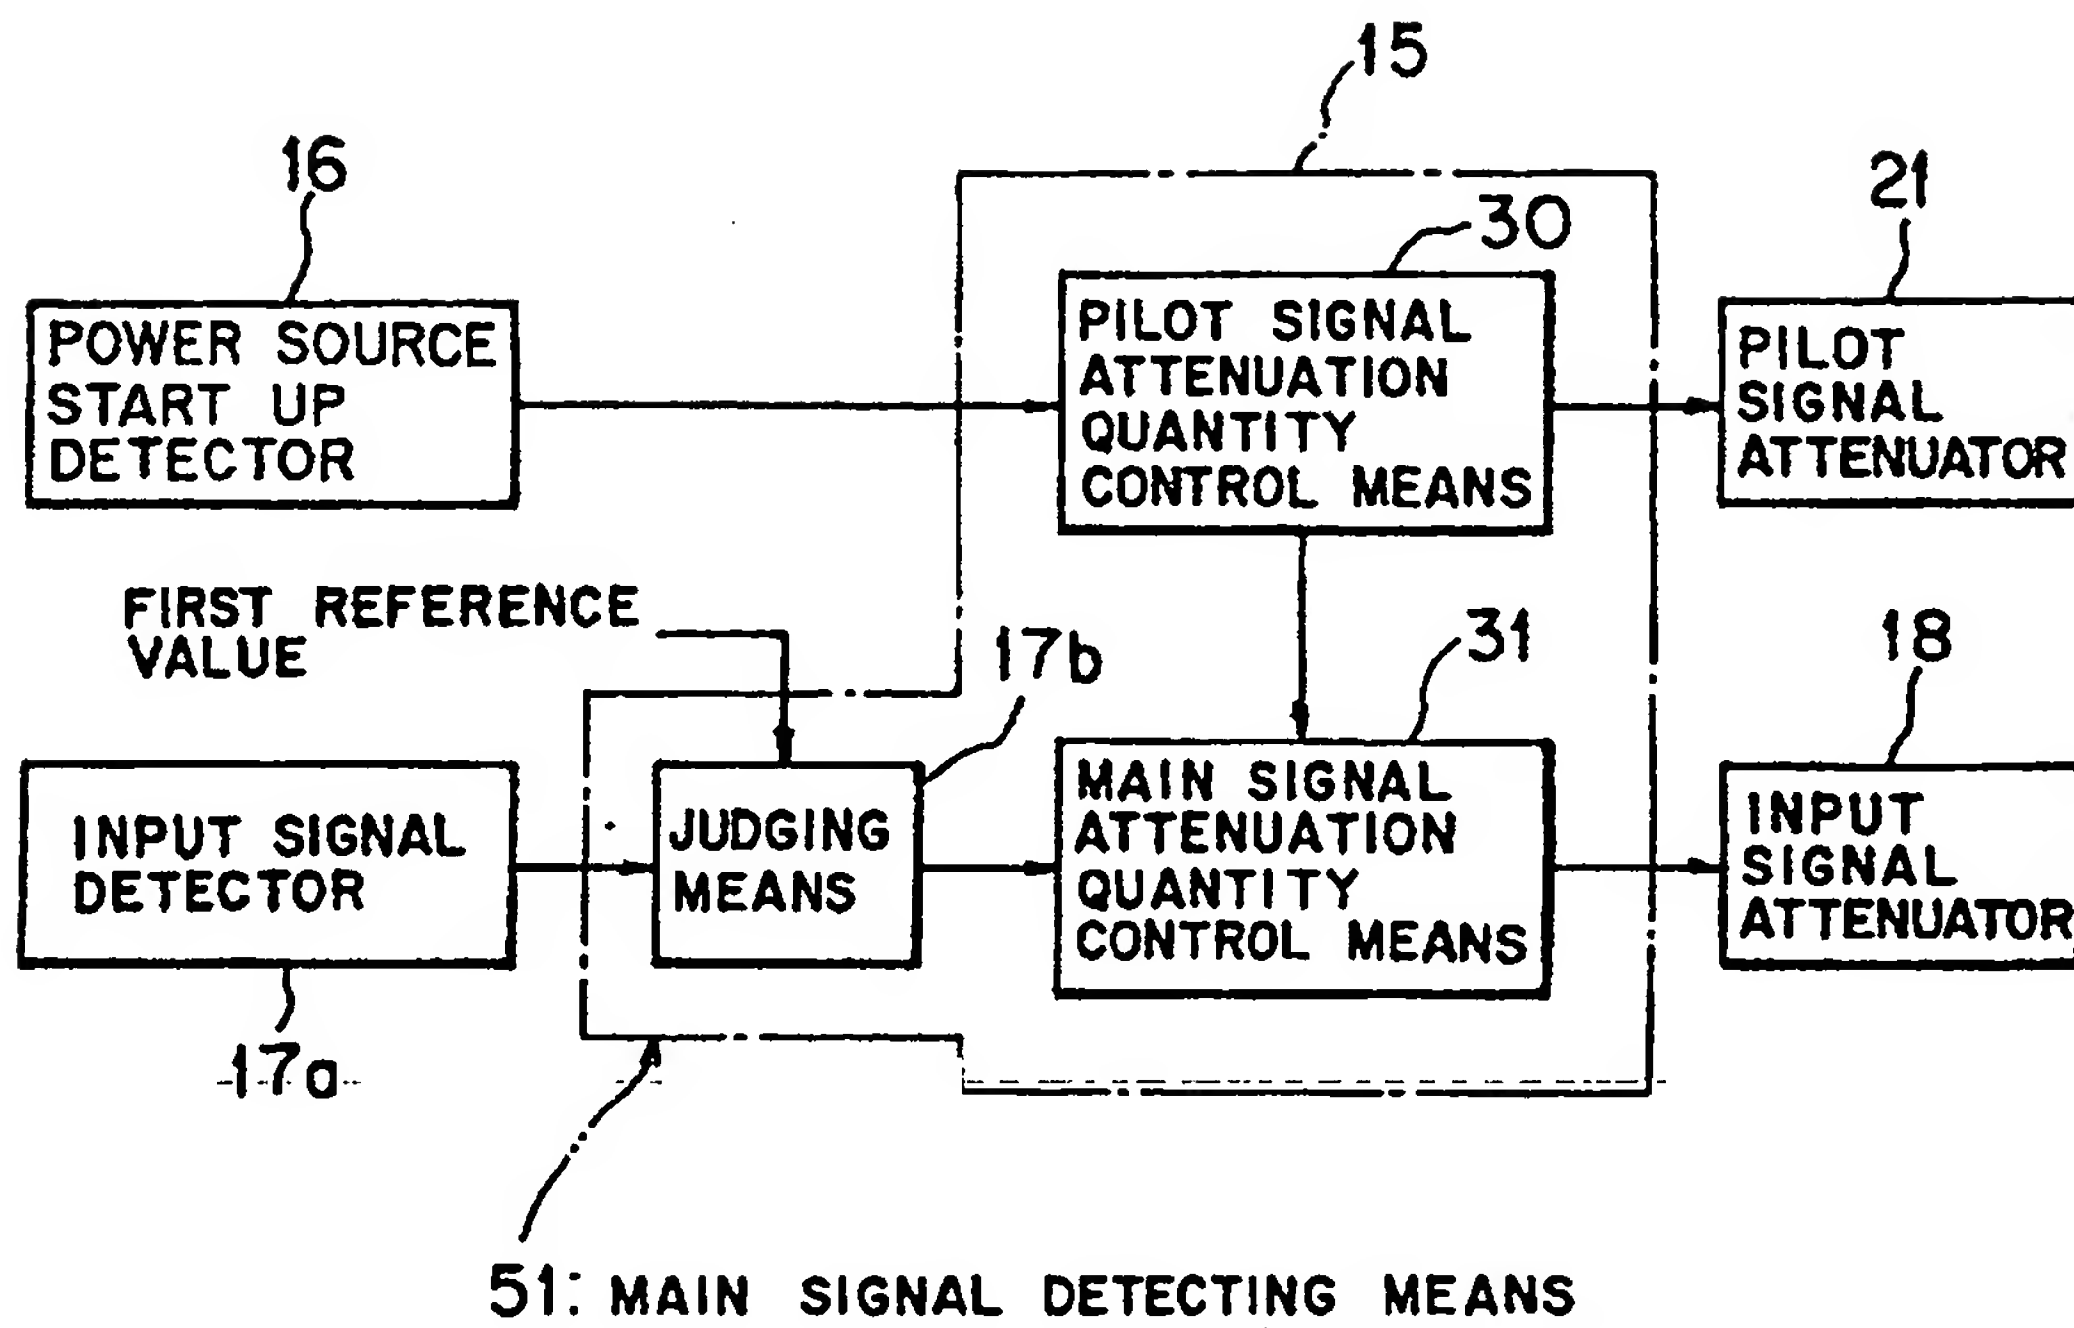 15
16
21
30
POWER SOURCE
START UP
DETECTOR
PILOT SIGNAL
ATTENUATION
QUANTITY
CONTROL MEANS
PILOT
SIGNAL
ATTENUATOR
FIRST REFERENCE
VALUE
17b
31
18
INPUT SIGNAL
DETECTOR
JUDGING
MEANS
MAIN SIGNAL
ATTENUATION
QUANTITY
CONTROL MEANS
INPUT
SIGNAL
ATTENUATOR
17a
51: MAIN SIGNAL DETECTING MEANS